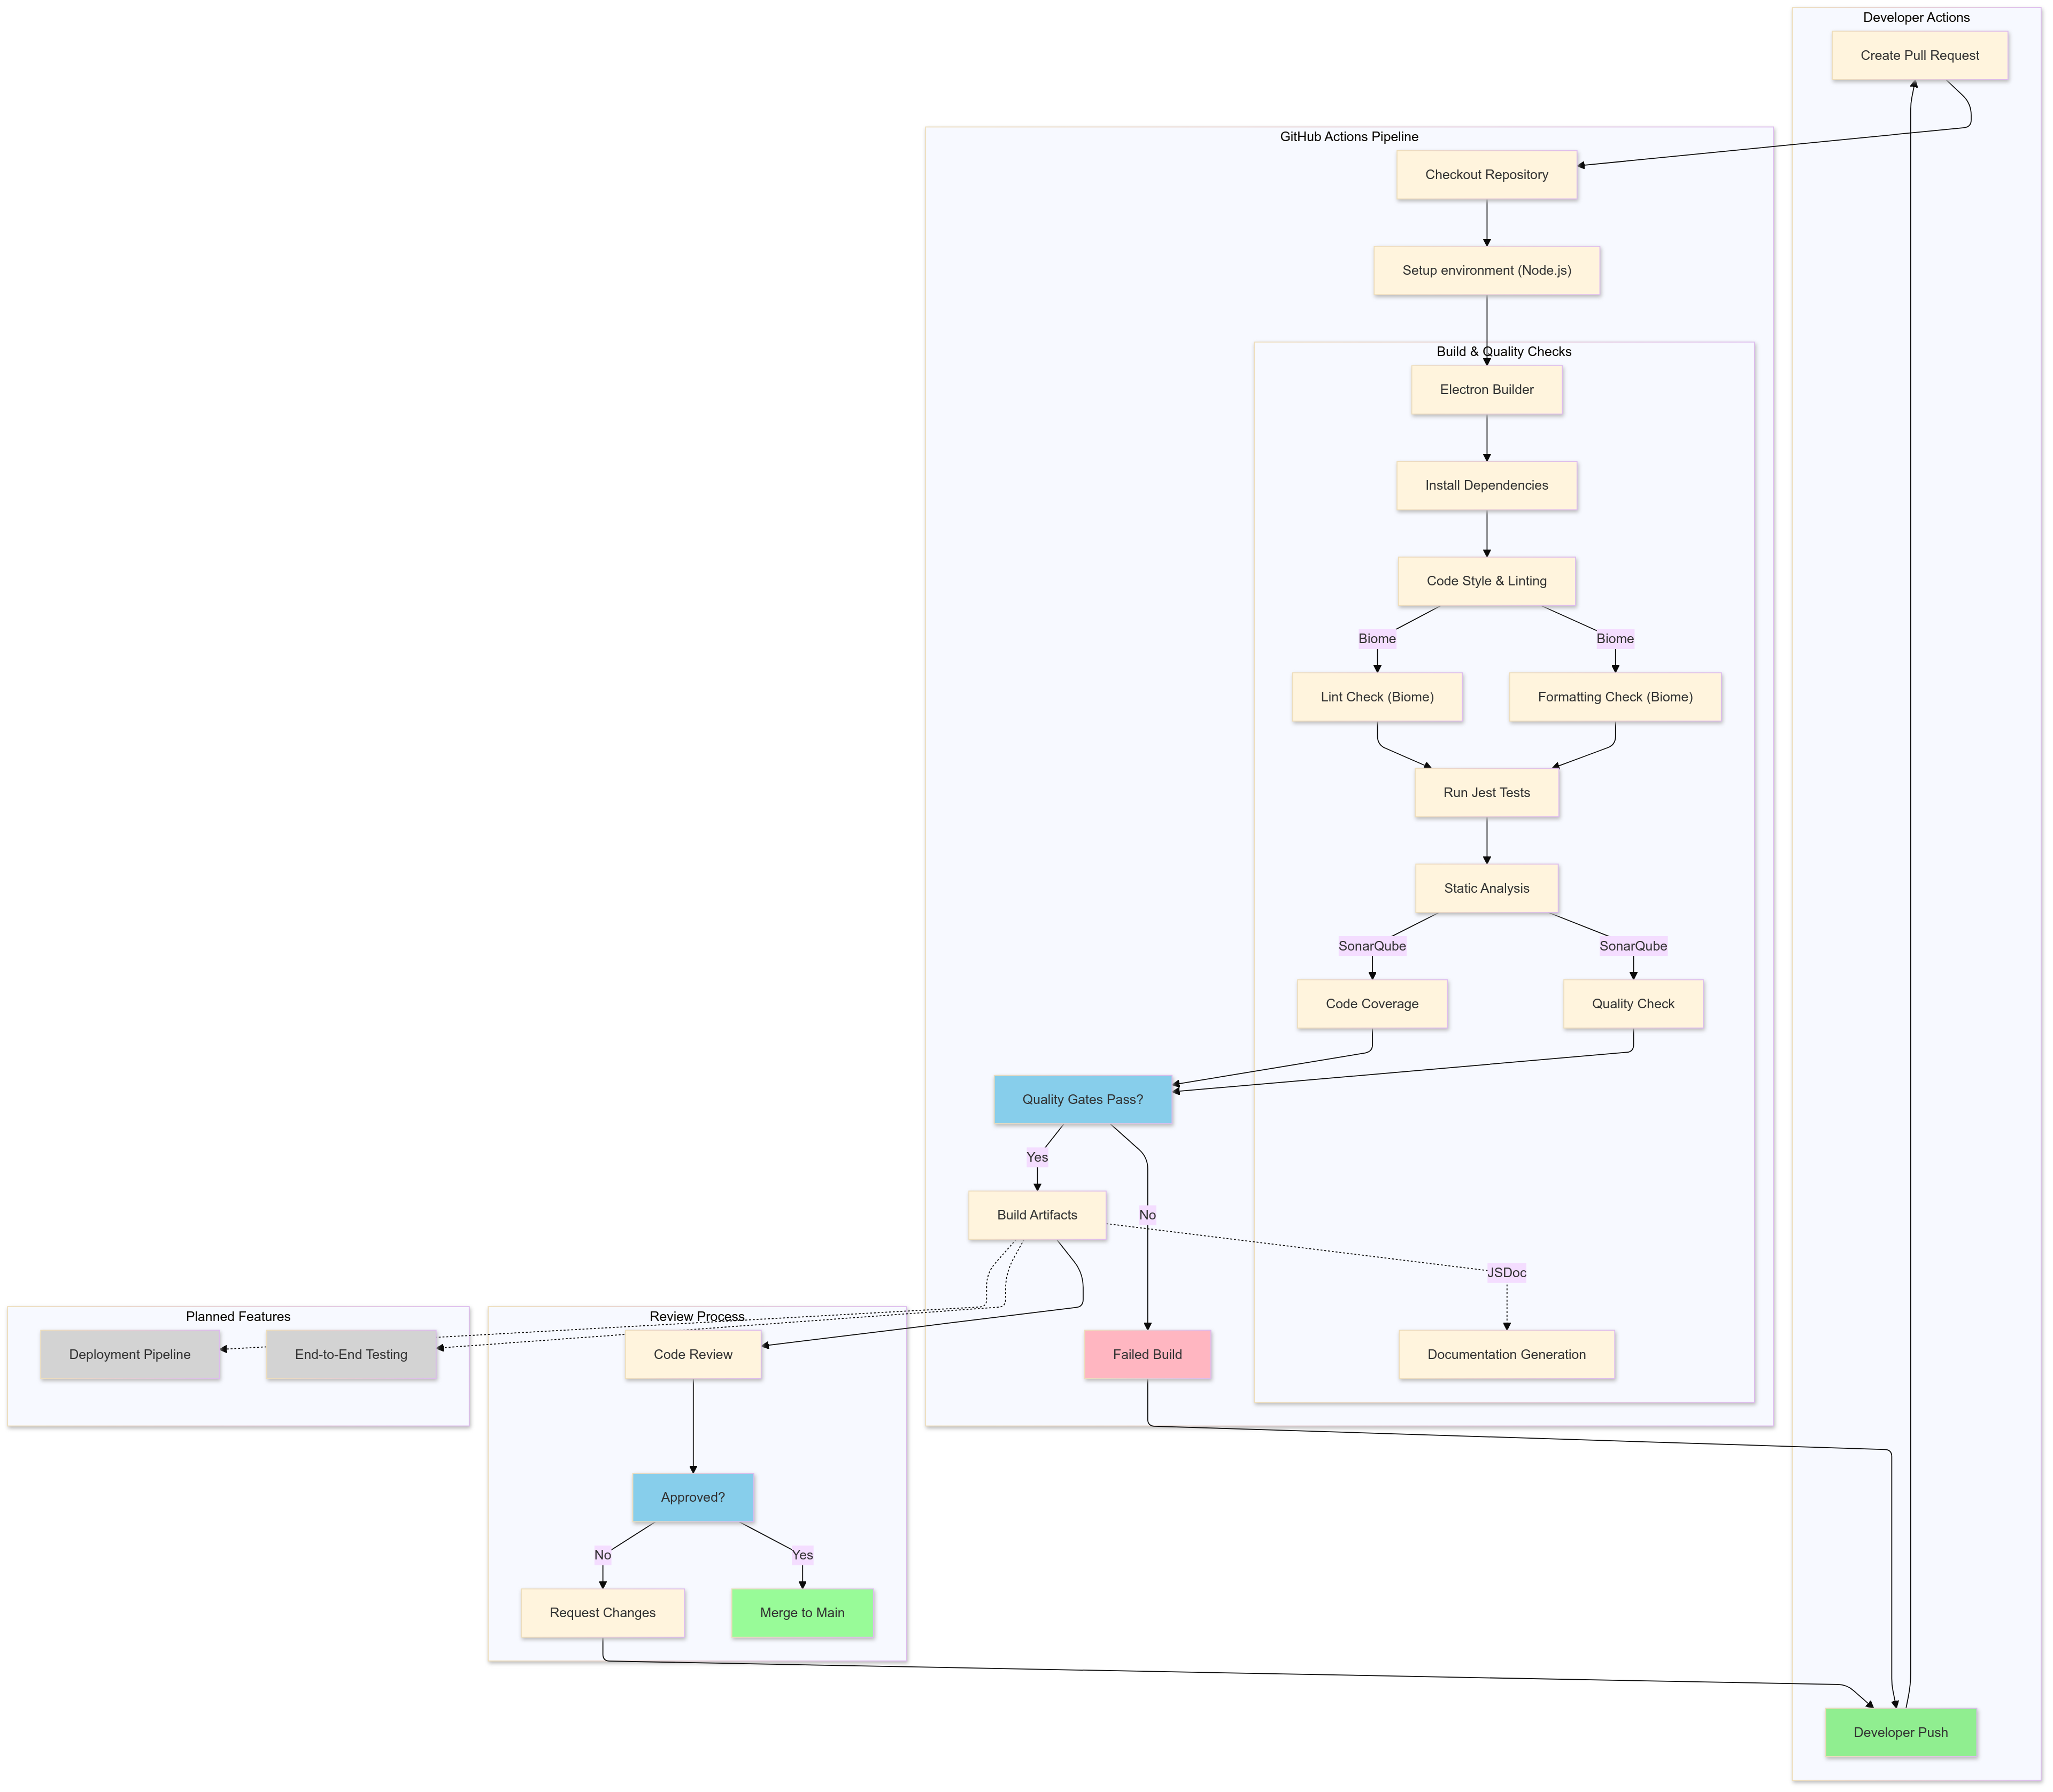 Developer Actions
Create Pull Request
GitHub Actions Pipeline
Checkout Repository
Setup environment (Node.js)
Build & Quality Checks
Electron Builder
Install Dependencies
Code Style & Linting
Biome
Biome
Lint Check (Biome)
Formatting Check (Biome)
Run Jest Tests
Static Analysis
SonarQube
SonarQube
Code Coverage
Quality Check
Quality Gates Pass?
Yes
Build Artifacts
No
JSDoc
Planned Features
Review Process
Deployment Pipeline
End-to-End Testing
Code Review
Failed Build
Documentation Generation
Approved?
No
Yes
Request Changes
Merge to Main
Developer Push